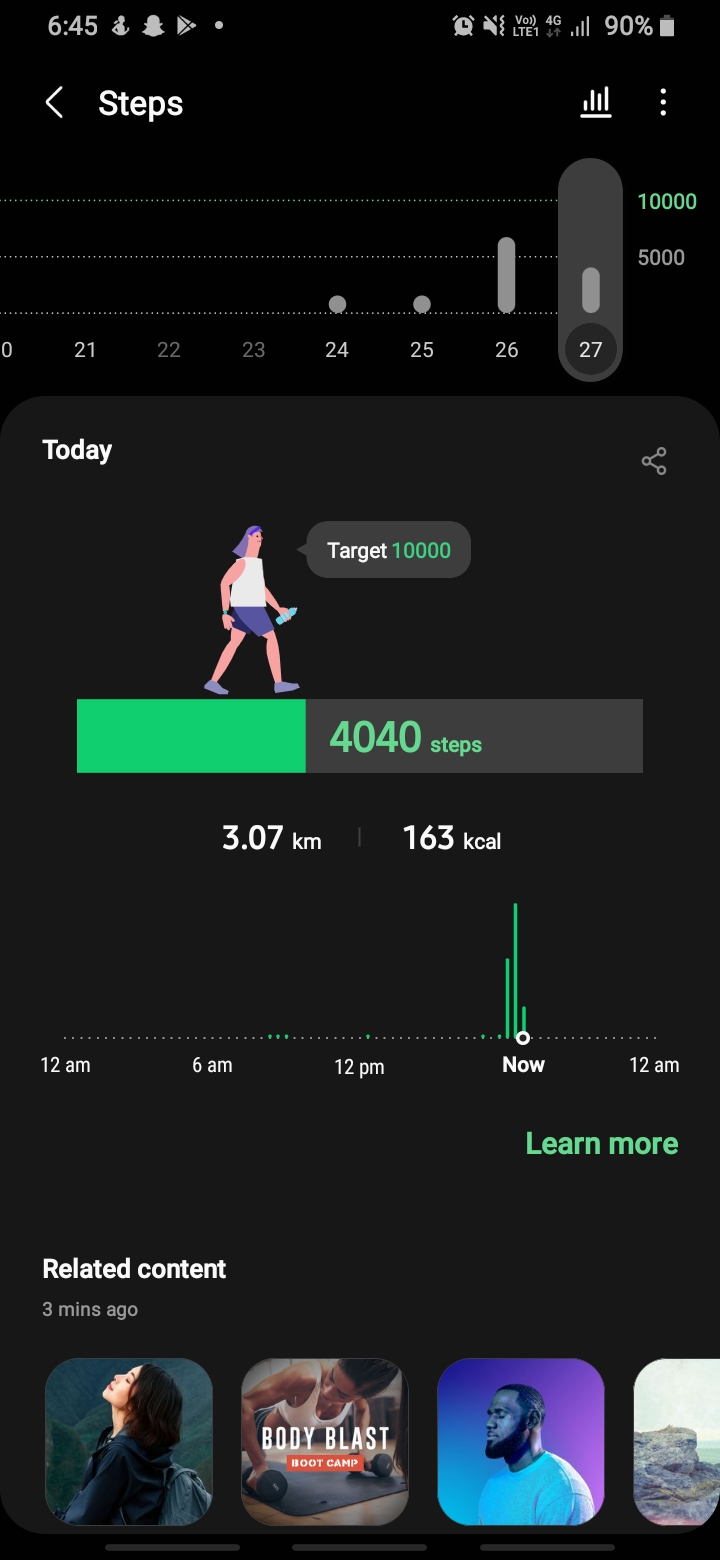 6:45 Vo)) LTE1 4G 90%
Steps
10000
5000
0 21 22 23 24 25 26 27
Today
Target 10000
4040 steps
3.07 km | 163 kcal
12 am 6 am 12 pm Now 12 am
Learn more
Related content
3 mins ago
BODY BLAST
BOOT CAMP